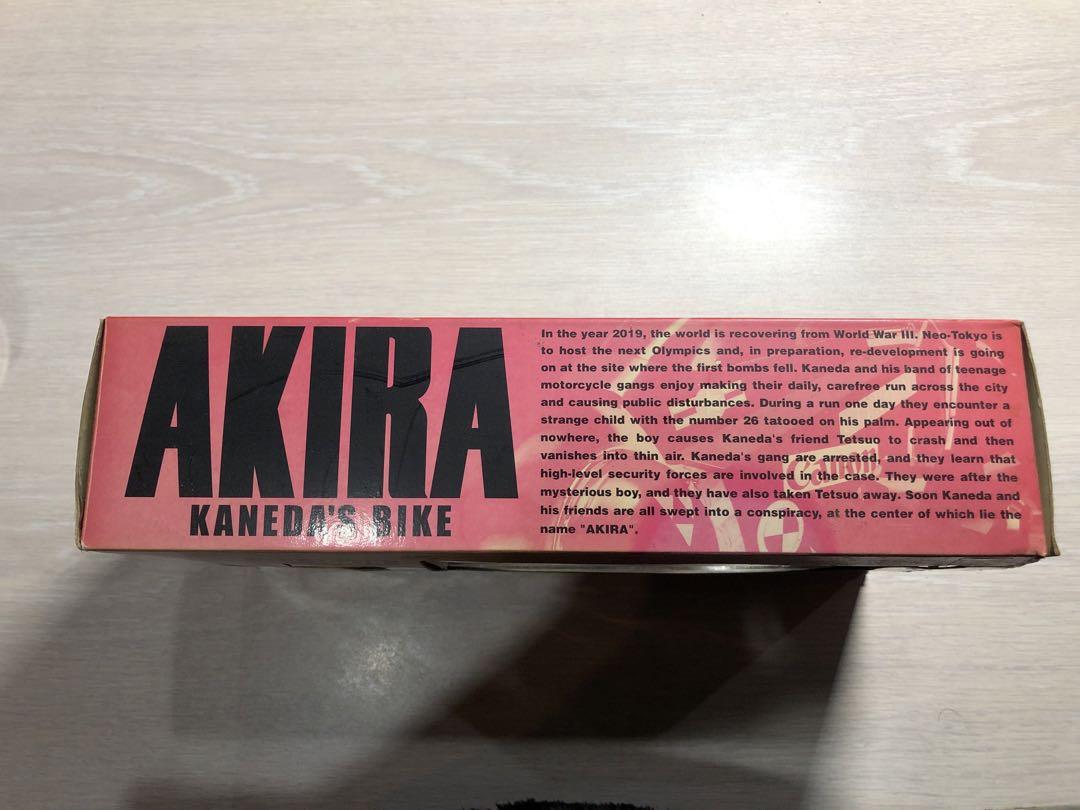 AKIRA
KANEDA'S BIKE
In the year 2019, the world is recovering from World War III. Neo-Tokyo is
to host the next Olympics and, in preparation, re-development is going
on at the site where the first bombs fell. Kaneda and his band of teenage
motorcycle gangs enjoy making their daily, carefree run across the city
and causing public disturbances. During a run one day they encounter a
strange child with the number 26 tatooed on his palm. Appearing out of
nowhere, the boy causes Kaneda's friend Tetsuo to crash and then
vanishes into thin air. Kaneda's gang are arrested, and they learn that
high-level security forces are involved in the case. They were after the
mysterious boy, and they have also taken Tetsuo away. Soon Kaneda and
his friends are all swept into a conspiracy, at the center of which lie the
name "AKIRA".
Canon